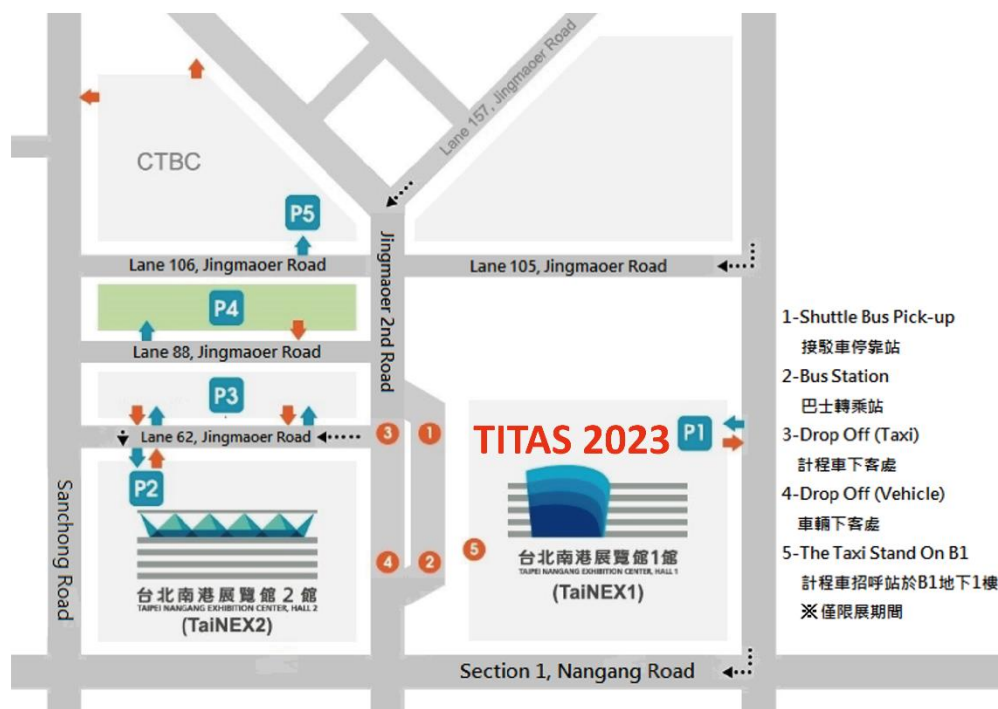 Lane 157, Jingmaoer Road
CTBC
P5
Jingmaoer 2nd Road
Lane 106, Jingmaoer Road
Lane 105, Jingmaoer Road
P4
Lane 88, Jingmaoer Road
P3
Lane 62, Jingmaoer Road
3
1
TITAS 2023
P1
P2
Sanchong Road
4
2
5
台北南港展覽館1館
TAIPEI NANGANG EXHIBITION CENTER, HALL 1
(TaiNEX1)
台北南港展覽館2館
TAIPEI NANGANG EXHIBITION CENTER, HALL 2
(TaiNEX2)
Section 1, Nangang Road
1-Shuttle Bus Pick-up
接駁車停靠站
2-Bus Station
巴士轉乘站
3-Drop Off (Taxi)
計程車下客處
4-Drop Off (Vehicle)
車輛下客處
5-The Taxi Stand On B1
計程車招呼站於B1地下1樓
※僅限展期間